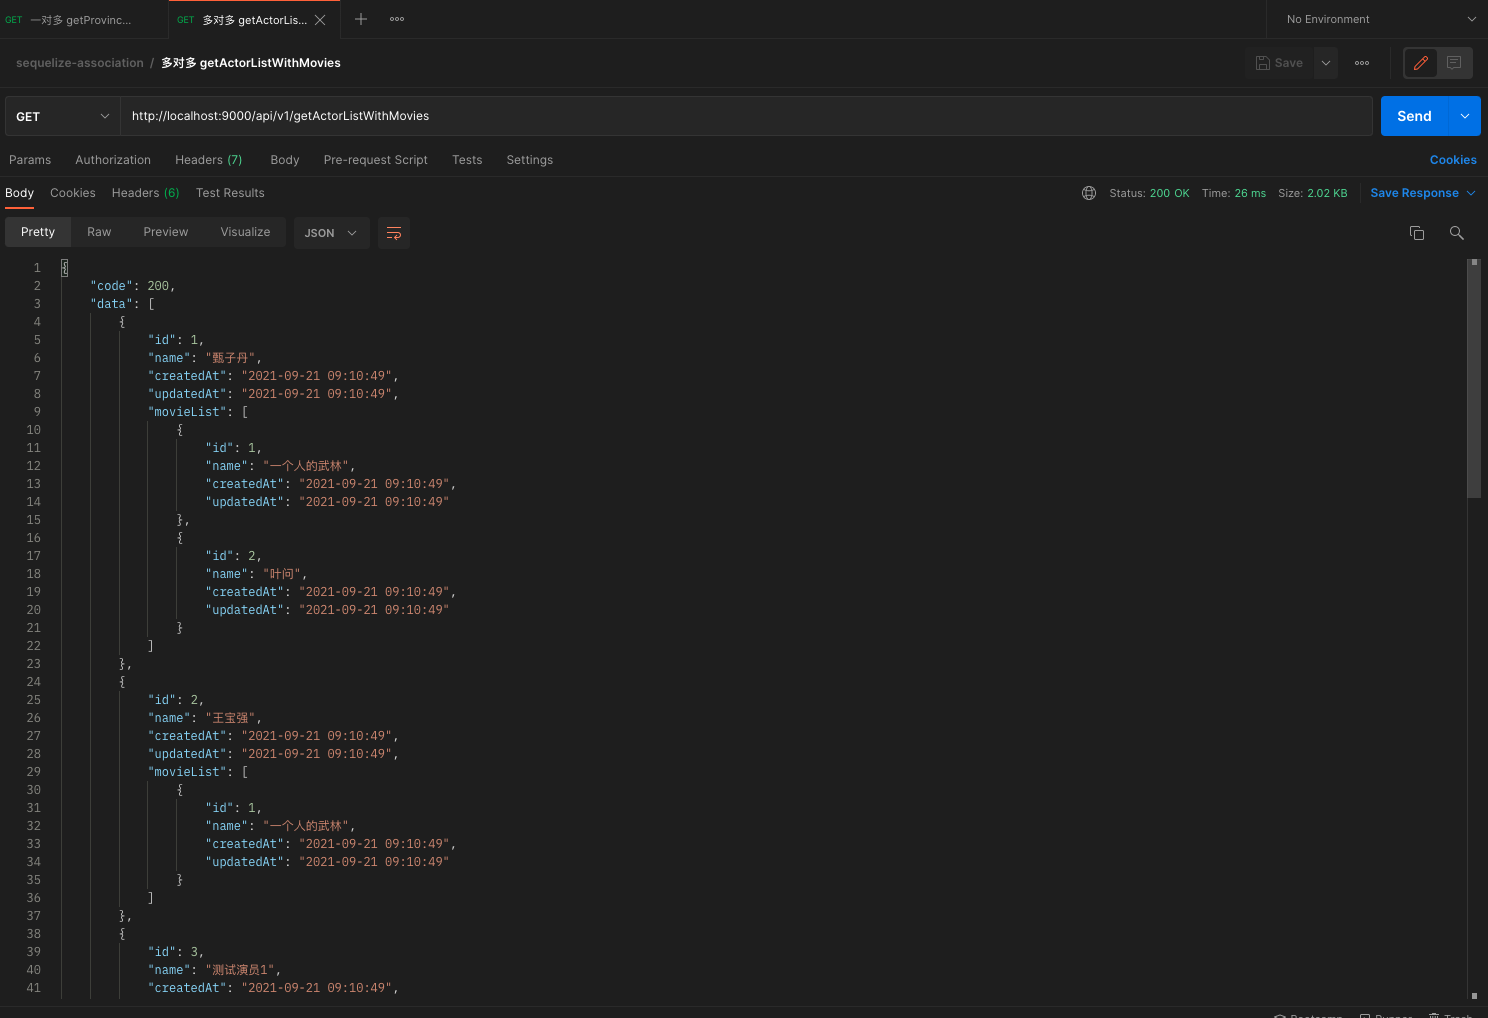 GET 一对多 getProvinc...
GET 多对多 getActorLis...
No Environment
sequelize-association / 多对多 getActorListWithMovies
Save
GET http://localhost:9000/api/v1/getActorListWithMovies Send
Params Authorization Headers (7) Body Pre-request Script Tests Settings Cookies
Body Cookies Headers (6) Test Results Status: 200 OK Time: 26 ms Size: 2.02 KB Save Response
Pretty Raw Preview Visualize JSON
1 {
2 "code": 200,
3 "data": [
4 {
5 "id": 1,
6 "name": "甄子丹",
7 "createdAt": "2021-09-21 09:10:49",
8 "updatedAt": "2021-09-21 09:10:49",
9 "movieList": [
10 {
11 "id": 1,
12 "name": "一个人的武林",
13 "createdAt": "2021-09-21 09:10:49",
14 "updatedAt": "2021-09-21 09:10:49"
15 },
16 {
17 "id": 2,
18 "name": "叶问",
19 "createdAt": "2021-09-21 09:10:49",
20 "updatedAt": "2021-09-21 09:10:49"
21 }
22 ]
23 },
24 {
25 "id": 2,
26 "name": "王宝强",
27 "createdAt": "2021-09-21 09:10:49",
28 "updatedAt": "2021-09-21 09:10:49",
29 "movieList": [
30 {
31 "id": 1,
32 "name": "一个人的武林",
33 "createdAt": "2021-09-21 09:10:49",
34 "updatedAt": "2021-09-21 09:10:49"
35 }
36 ]
37 },
38 {
39 "id": 3,
40 "name": "测试演员1",
41 "createdAt": "2021-09-21 09:10:49",
Bootcamp Runner Trash